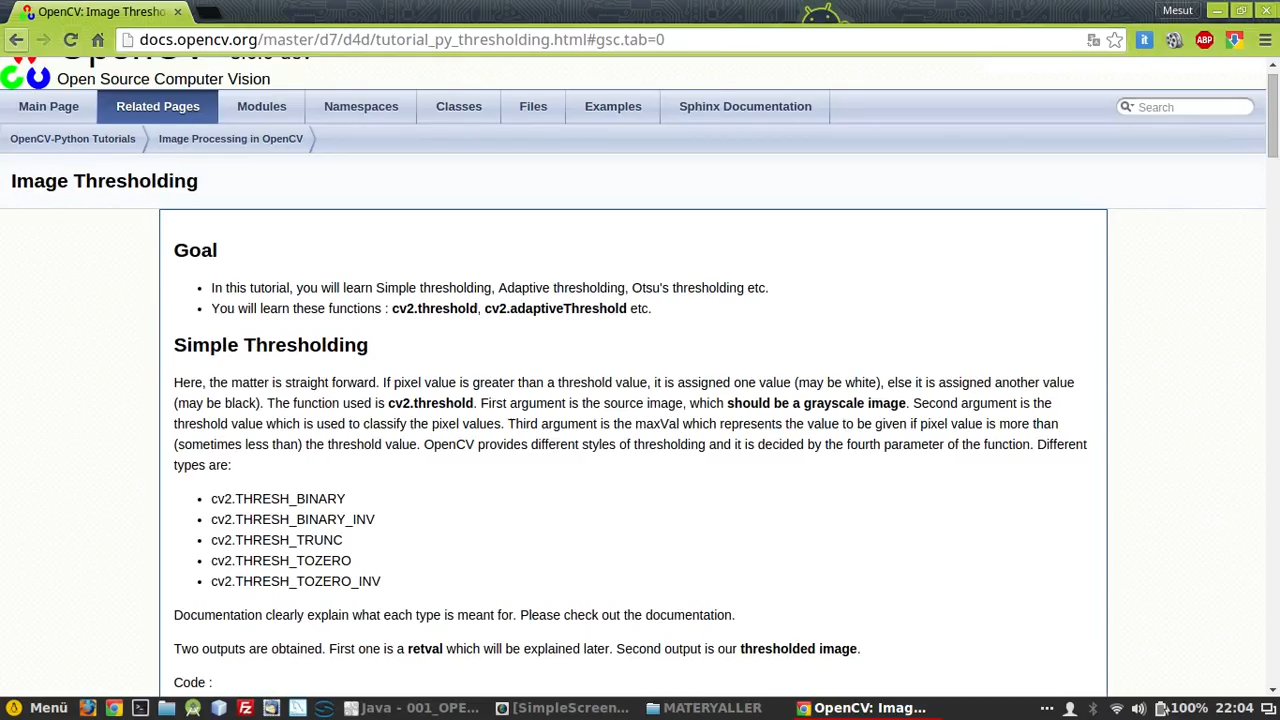 OpenCV: Image Thresho
Mesut
docs.opencv.org/master/d7/d4d/tutorial_py_thresholding.html#gsc.tab=0
it
ABP
Open Source Computer Vision
Main Page Related Pages Modules Namespaces Classes Files Examples Sphinx Documentation Search
OpenCV-Python Tutorials Image Processing in OpenCV
Image Thresholding
Goal
• In this tutorial, you will learn Simple thresholding, Adaptive thresholding, Otsu's thresholding etc.
• You will learn these functions : cv2.threshold, cv2.adaptiveThreshold etc.
Simple Thresholding
Here, the matter is straight forward. If pixel value is greater than a threshold value, it is assigned one value (may be white), else it is assigned another value
(may be black). The function used is cv2.threshold. First argument is the source image, which should be a grayscale image. Second argument is the
threshold value which is used to classify the pixel values. Third argument is the maxVal which represents the value to be given if pixel value is more than
(sometimes less than) the threshold value. OpenCV provides different styles of thresholding and it is decided by the fourth parameter of the function. Different
types are:
• cv2.THRESH_BINARY
• cv2.THRESH_BINARY_INV
• cv2.THRESH_TRUNC
• cv2.THRESH_TOZERO
• cv2.THRESH_TOZERO_INV
Documentation clearly explain what each type is meant for. Please check out the documentation.
Two outputs are obtained. First one is a retval which will be explained later. Second output is our thresholded image.
Code :
Menü Java - 001_OPE... [SimpleScreen... MATERYALLER OpenCV: Imag... 100% 22:04